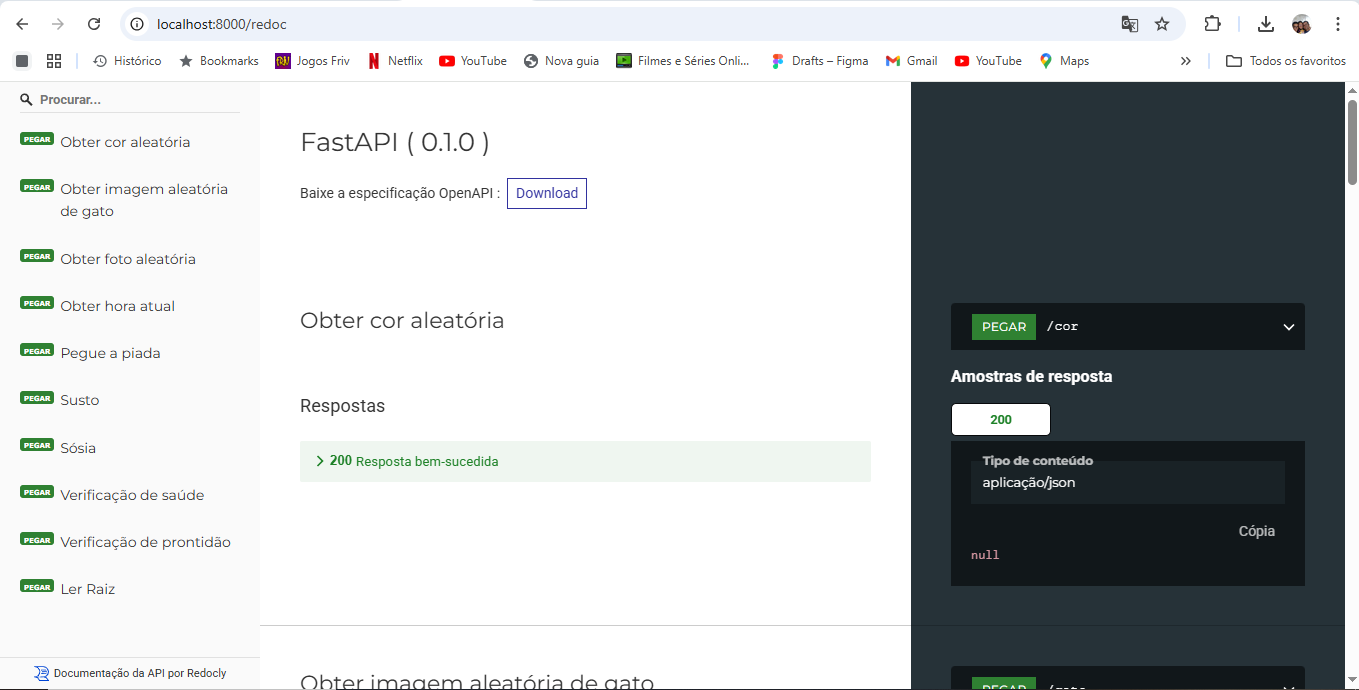 localhost:8000/redoc
Histórico
Bookmarks
Jogos Friv
Netflix
YouTube
Nova guia
Filmes e Séries Onli...
Drafts – Figma
Gmail
YouTube
Maps
Todos os favoritos
Procurar...
PEGAR Obter cor aleatória
PEGAR Obter imagem aleatória
de gato
PEGAR Obter foto aleatória
PEGAR Obter hora atual
PEGAR Pegue a piada
PEGAR Susto
PEGAR Sósia
PEGAR Verificação de saúde
PEGAR Verificação de prontidão
PEGAR Ler Raiz
Documentação da API por Redocly
FastAPI ( 0.1.0 )
Baixe a especificação OpenAPI : Download
Obter cor aleatória
Respostas
200 Resposta bem-sucedida
PEGAR /cor
Amostras de resposta
200
Tipo de conteúdo
aplicação/json
Cópia
null
Obter imagem aleatória de gato
PEGAR /gato